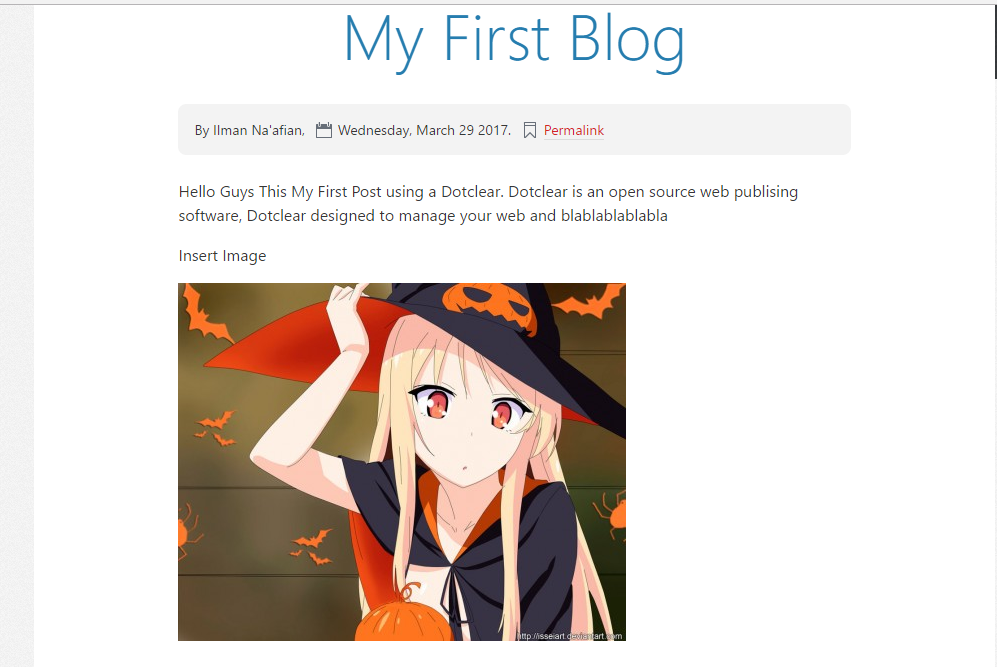 My First Blog
By Ilman Na'afian, Wednesday, March 29 2017. Permalink
Hello Guys This My First Post using a Dotclear. Dotclear is an open source web publising
software, Dotclear designed to manage your web and blablablablabla
Insert Image
http://isseiart.deviantart.com